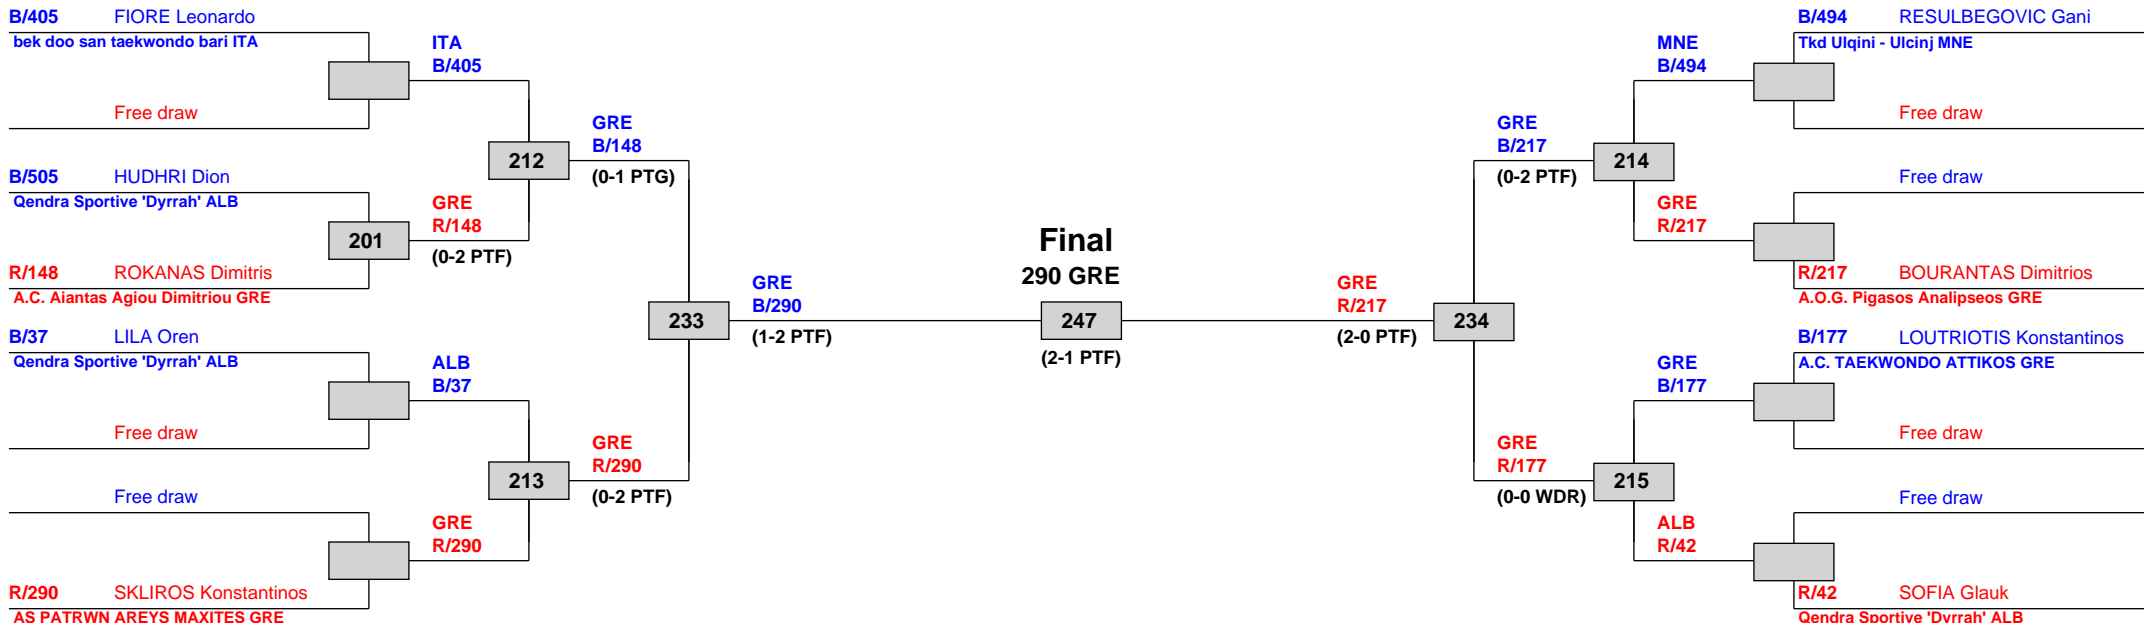 B/405 FIORE Leonardo
bek doo san taekwondo bari ITA
Free draw
B/505 HUDHRI Dion
Qendra Sportive 'Dyrrah' ALB
201
R/148 ROKANAS Dimitris
A.C. Aiantas Agiou Dimitriou GRE
B/37 LILA Oren
Qendra Sportive 'Dyrrah' ALB
Free draw
Free draw
R/290 SKLIROS Konstantinos
AS PATRWN AREYS MAXITES GRE
ITA
B/405
212
GRE
R/148
(0-2 PTF)
ALB
B/37
213
GRE
R/290
GRE
B/148
(0-1 PTG)
233
GRE
R/290
(0-2 PTF)
GRE
B/290
(1-2 PTF)
Final
290 GRE
247
(2-1 PTF)
GRE
R/217
(2-0 PTF)
234
GRE
B/217
(0-2 PTF)
214
GRE
R/177
(0-0 WDR)
215
MNE
B/494
GRE
R/217
GRE
B/177
ALB
R/42
B/494 RESULBEGOVIC Gani
Tkd Ulqini - Ulcinj MNE
Free draw
Free draw
R/217 BOURANTAS Dimitrios
A.O.G. Pigasos Analipseos GRE
B/177 LOUTRIOTIS Konstantinos
A.C. TAEKWONDO ATTIKOS GRE
Free draw
Free draw
R/42 SOFIA Glauk
Qendra Sportive 'Dyrrah' ALB